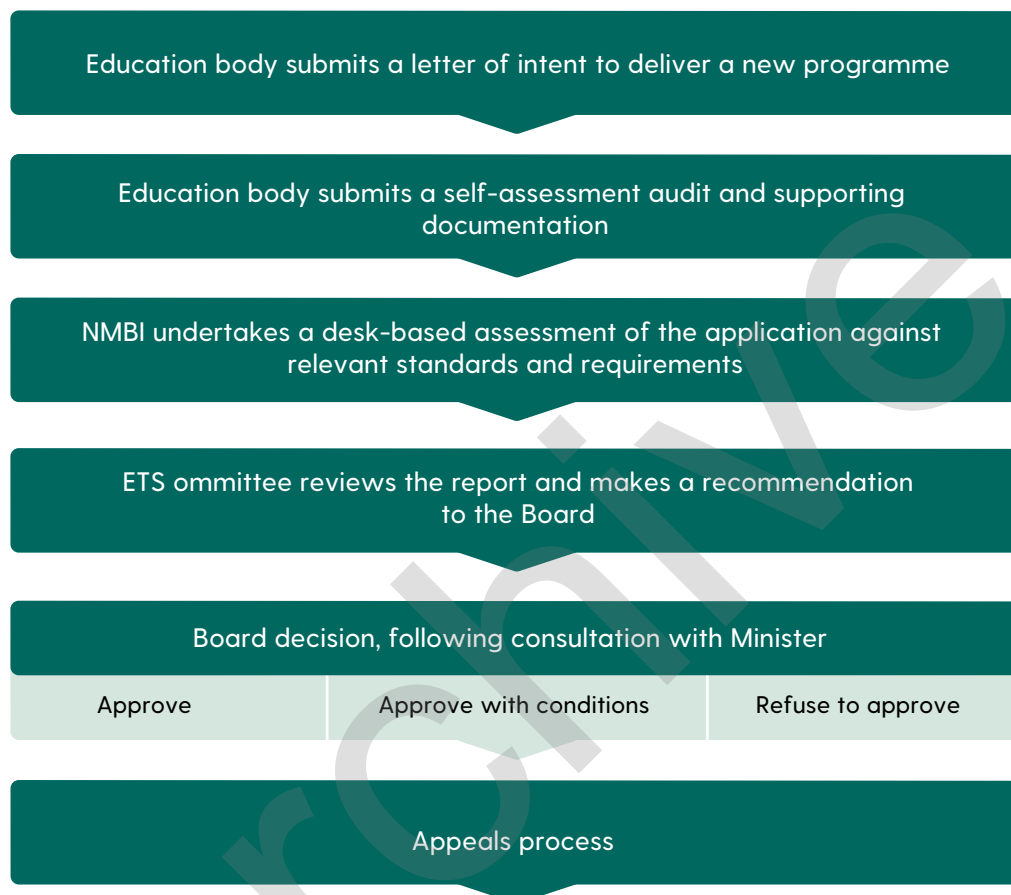 Education body submits a letter of intent to deliver a new programme
Education body submits a self-assessment audit and supporting
documentation
NMBI undertakes a desk-based assessment of the application against
relevant standards and requirements
ETS ommittee reviews the report and makes a recommendation
to the Board
Board decision, following consultation with Minister
Approve
Approve with conditions
Refuse to approve
Appeals process
rchive